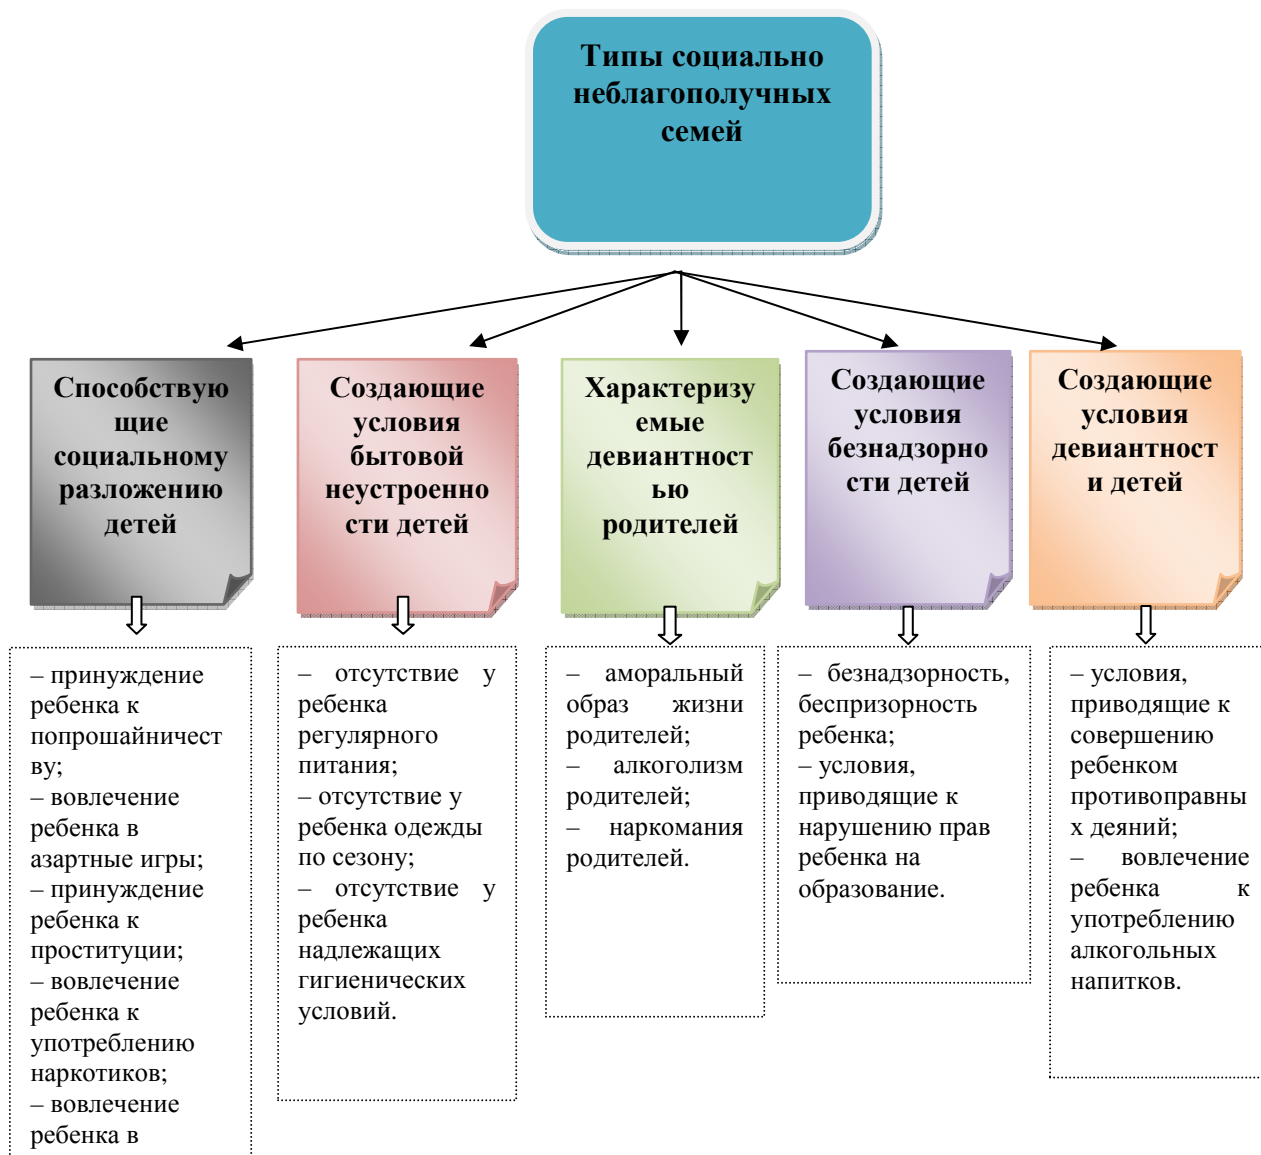 Типы социально
неблагополучных
семей
Способствую
щие
социальному
разложению
детей
Создающие
условия
бытовой
неустроенно
сти детей
Характеризу
емые
девиантност
ью
родителей
Создающие
условия
безнадзорно
сти детей
Создающие
условия
девиантност
и детей
– принуждение
ребенка к
попрошайничест
ву;
– вовлечение
ребенка в
азартные игры;
– принуждение
ребенка к
проституции;
– вовлечение
ребенка к
употреблению
наркотиков;
– вовлечение
ребенка в
– отсутствие у
ребенка
регулярного
питания;
– отсутствие у
ребенка одежды
по сезону;
– отсутствие у
ребенка
надлежащих
гигиенических
условий.
– аморальный
образ жизни
родителей;
– алкоголизм
родителей;
– наркомания
родителей.
– безнадзорность,
беспризорность
ребенка;
– условия,
приводящие к
нарушению прав
ребенка на
образование.
– условия,
приводящие к
совершению
ребенком
противоправны
х деяний;
– вовлечение
ребенка к
употреблению
алкогольных
напитков.